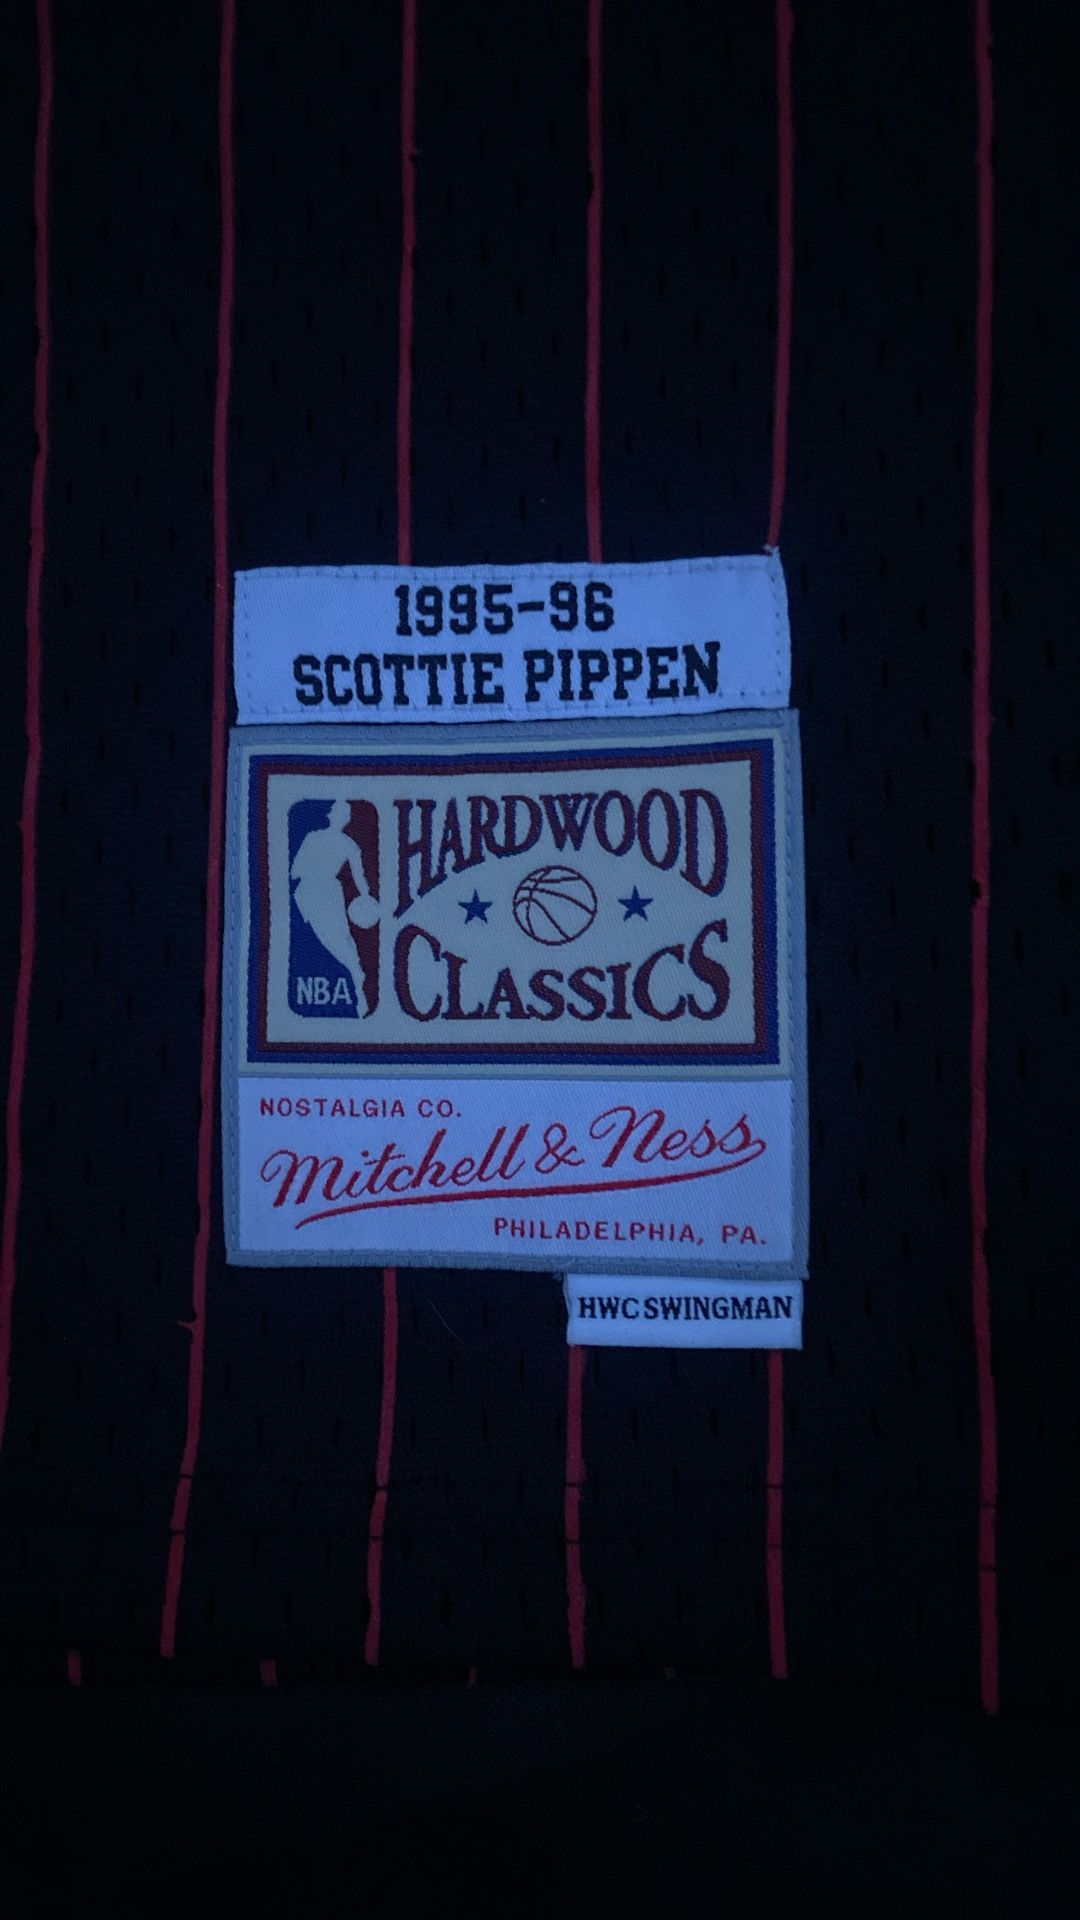 1995-96
SCOTTIE PIPPEN
HARDWOOD
CLASSICS
NBA
NOSTALGIA CO.
Mitchell & Ness
PHILADELPHIA, PA.
HWC SWINGMAN